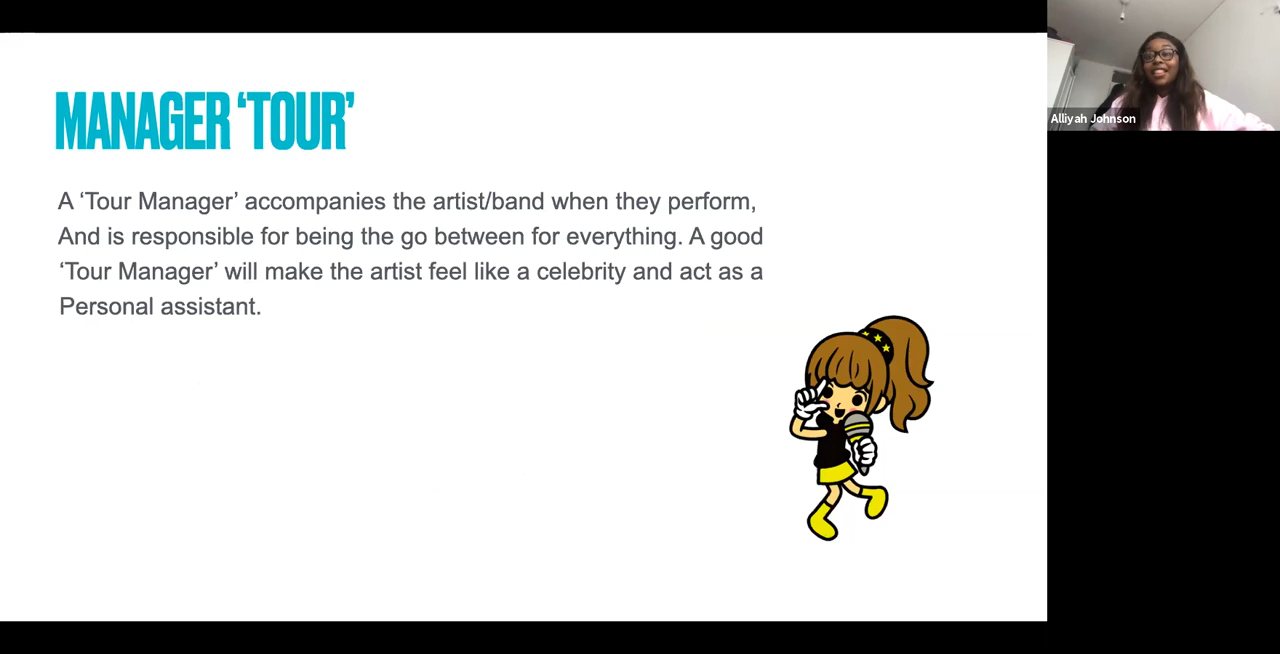 MANAGER ‘TOUR’
A ‘Tour Manager’ accompanies the artist/band when they perform,
And is responsible for being the go between for everything. A good
‘Tour Manager’ will make the artist feel like a celebrity and act as a
Personal assistant.
Alliyah Johnson